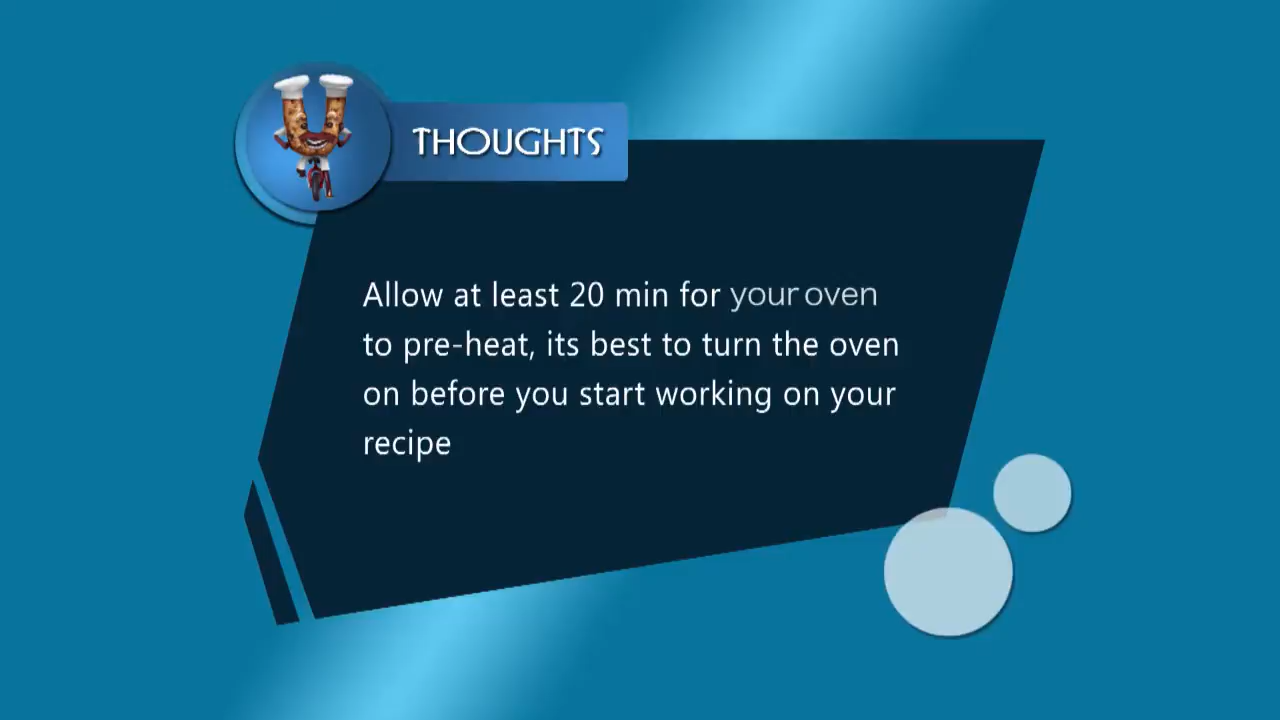 THOUGHTS
Allow at least 20 min for your oven
to pre-heat, its best to turn the oven
on before you start working on your
recipe